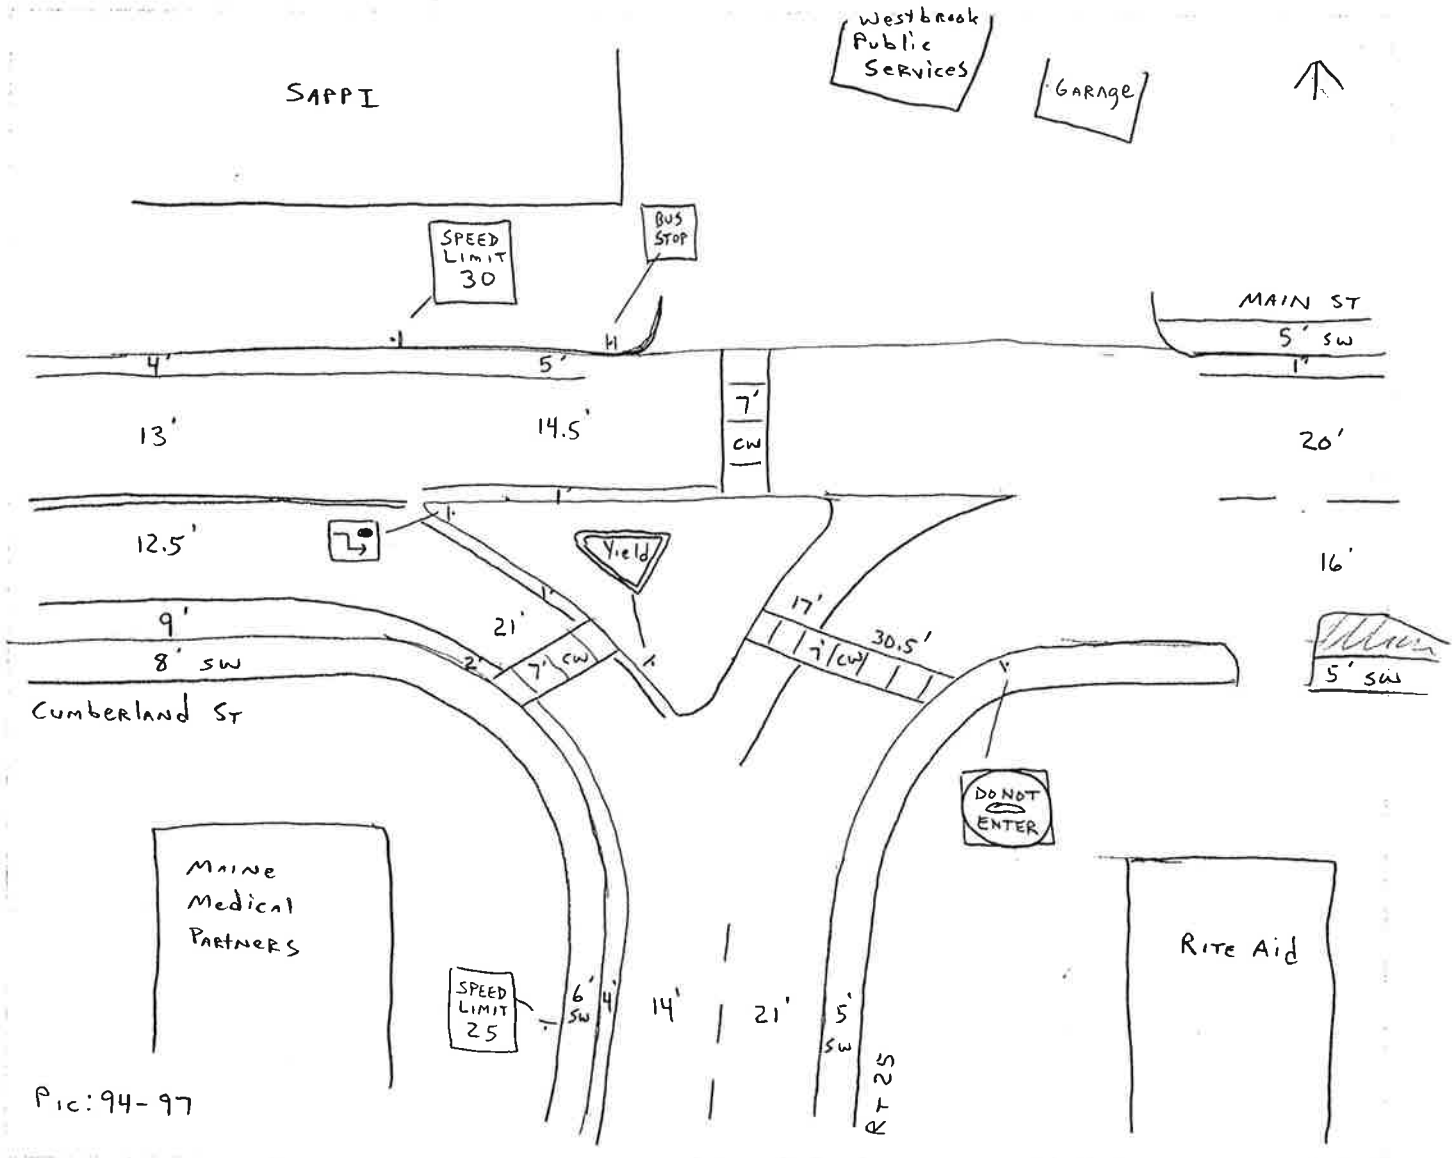 Westbrook
Public
Services
SAPPI
GARAGE
BUS
STOP
SPEED
LIMIT
30
MAIN ST
5' SW
4'
5'
1'
7'
CW
13'
14.5'
20'
1'
12.5'
Yield
16'
1'
17'
9'
21'
30.5'
8' SW
2'
7' CW
7' CW
5' SW
CUMBERLAND ST
DO NOT
ENTER
MAINE
Medical
PARTNERS
RITE Aid
SPEED
LIMIT
25
6'
SW
4'
14'
21'
5'
SW
RT 25
Pic: 94-97